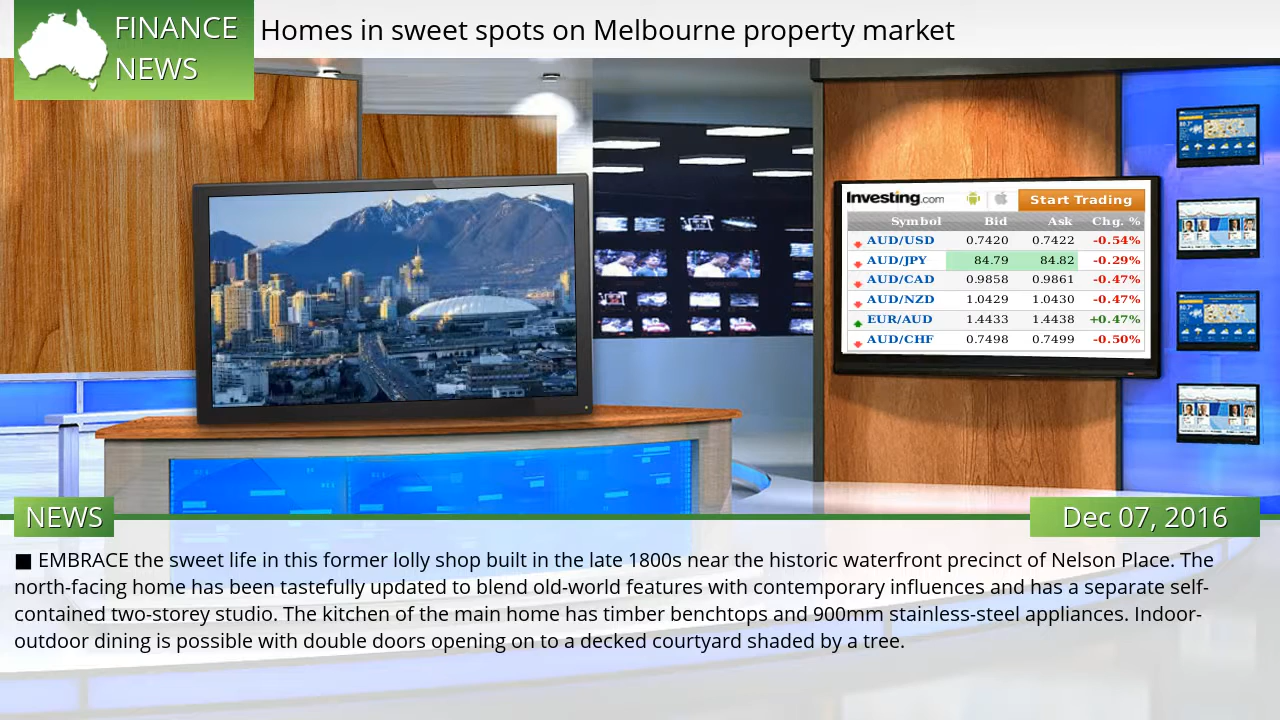 FINANCE
NEWS
Homes in sweet spots on Melbourne property market
Investing.com
Start Trading
Symbol Bid Ask Chg. %
AUD/USD 0.7420 0.7422 -0.54%
AUD/JPY 84.79 84.82 -0.29%
AUD/CAD 0.9858 0.9861 -0.47%
AUD/NZD 1.0429 1.0430 -0.47%
EUR/AUD 1.4433 1.4438 +0.47%
AUD/CHF 0.7498 0.7499 -0.50%
NEWS
Dec 07, 2016
■ EMBRACE the sweet life in this former lolly shop built in the late 1800s near the historic waterfront precinct of Nelson Place. The
north-facing home has been tastefully updated to blend old-world features with contemporary influences and has a separate self-
contained two-storey studio. The kitchen of the main home has timber benchtops and 900mm stainless-steel appliances. Indoor-
outdoor dining is possible with double doors opening on to a decked courtyard shaded by a tree.